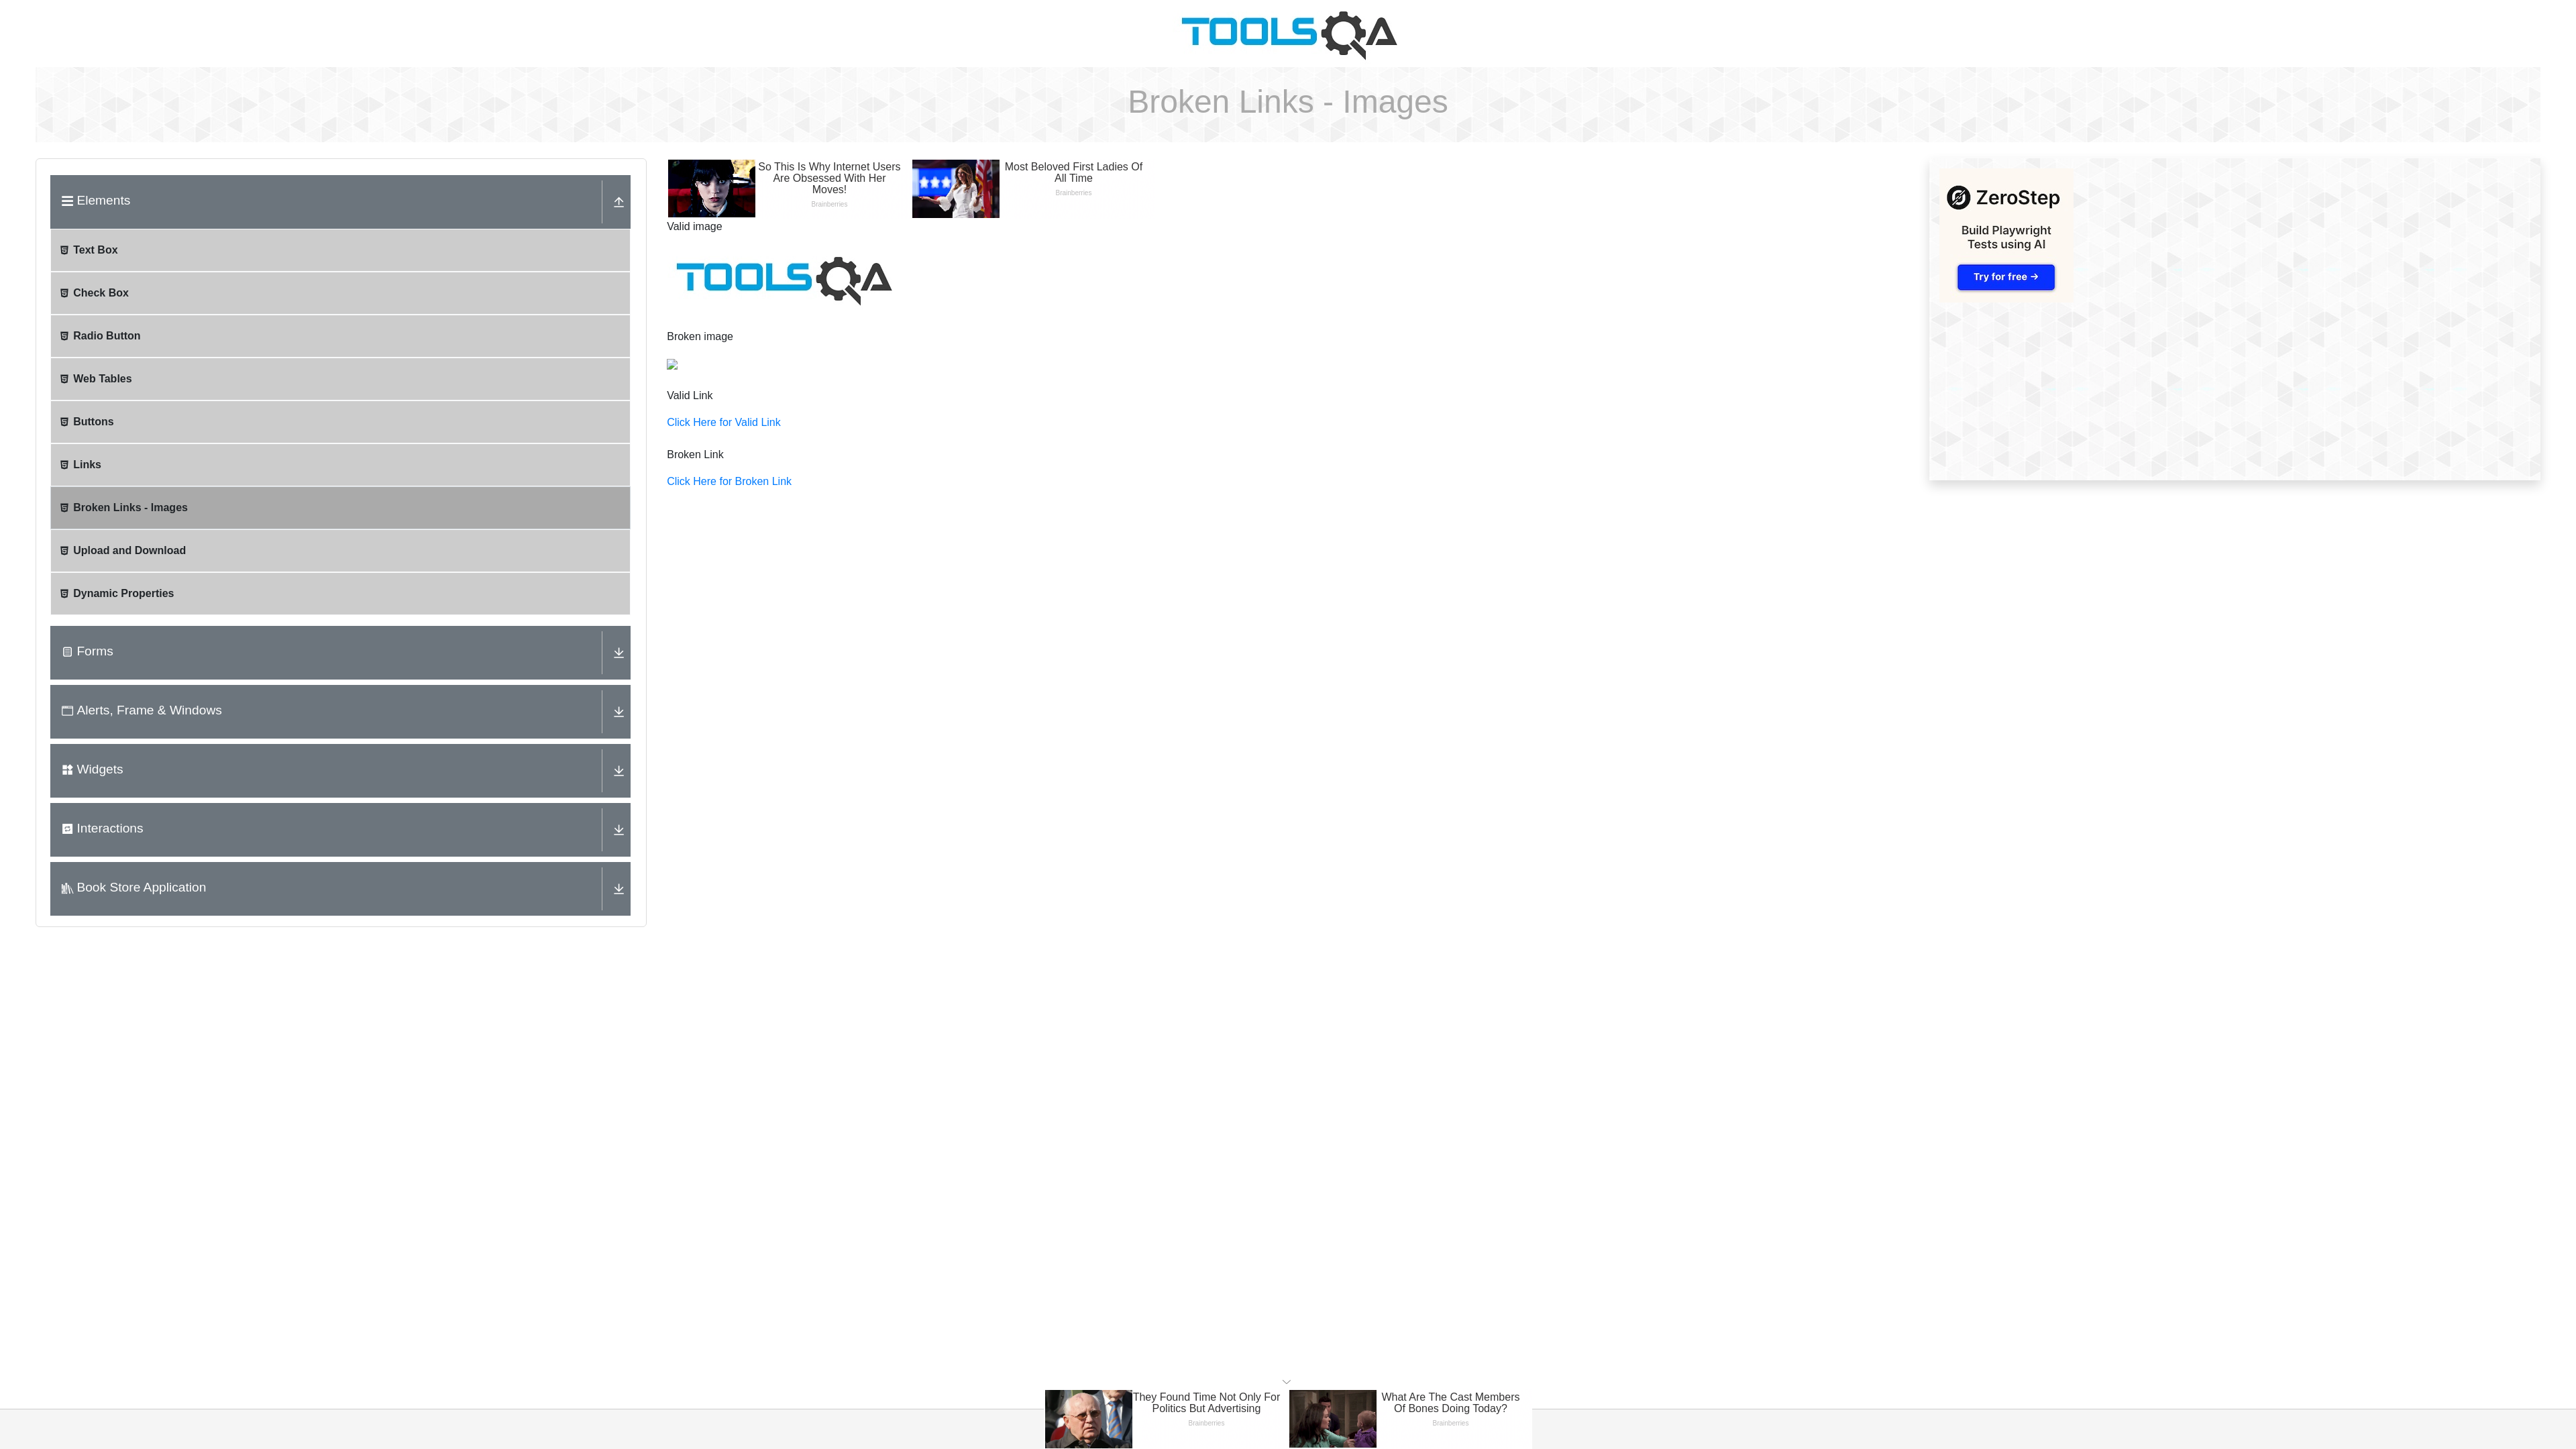 TOOLSQA
Broken Links - Images
Elements
Text Box
Check Box
Radio Button
Web Tables
Buttons
Links
Broken Links - Images
Upload and Download
Dynamic Properties
Forms
Alerts, Frame & Windows
Widgets
Interactions
Book Store Application
So This Is Why Internet Users
Are Obsessed With Her
Moves!
Brainberries
Most Beloved First Ladies Of
All Time
Brainberries
Valid image
TOOLSQA
Broken image
Valid Link
Click Here for Valid Link
Broken Link
Click Here for Broken Link
ZeroStep
Build Playwright
Tests using AI
Try for free →
They Found Time Not Only For
Politics But Advertising
Brainberries
What Are The Cast Members
Of Bones Doing Today?
Brainberries